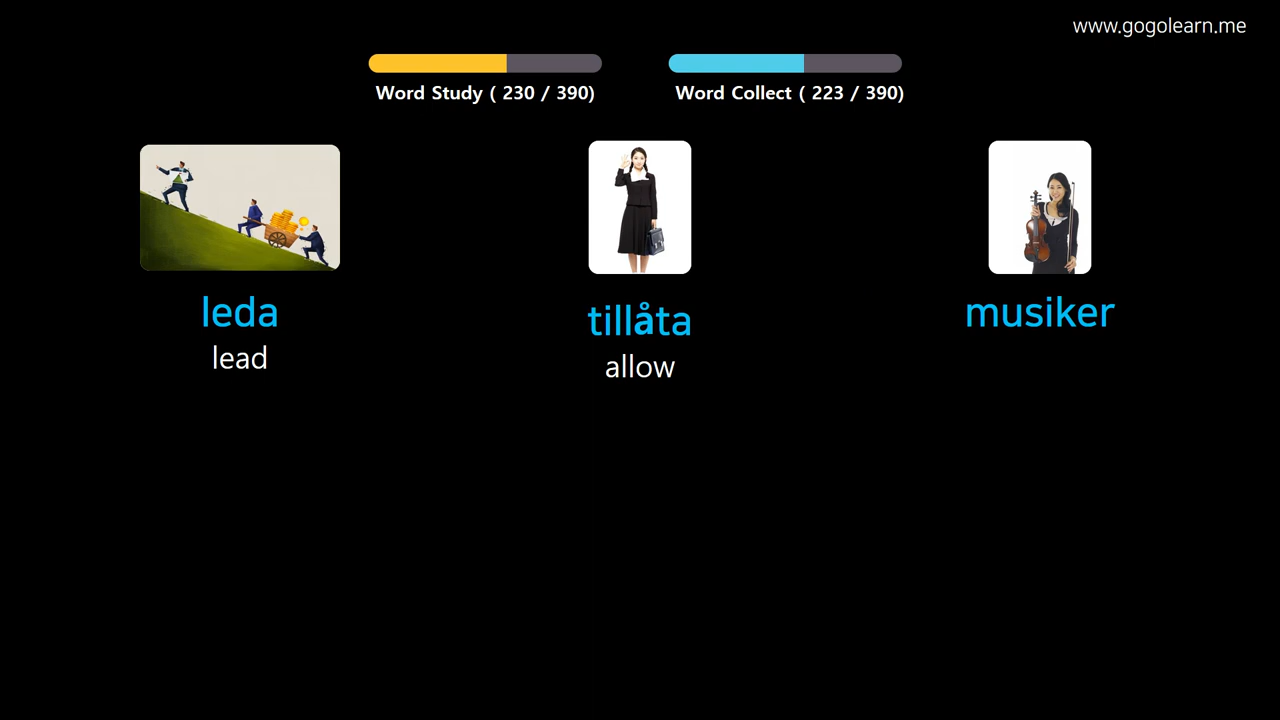 www.gogolearn.me
Word Study ( 230 / 390)
Word Collect ( 223 / 390)
leda
lead
tillåta
allow
musiker